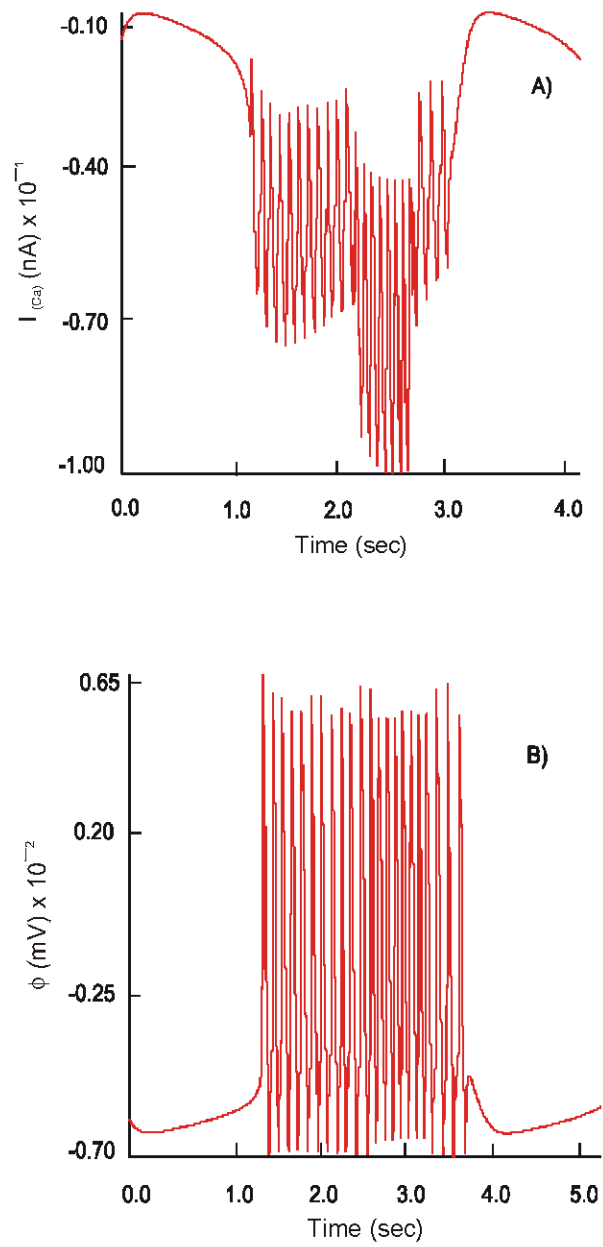 -0.10
A)
-0.40
I (Ca) (nA) x 10⁻¹
-0.70
-1.00
0.0 1.0 2.0 3.0 4.0
Time (sec)
0.65
B)
0.20
ϕ (mV) x 10⁻²
-0.25
-0.70
0.0 1.0 2.0 3.0 4.0 5.0
Time (sec)